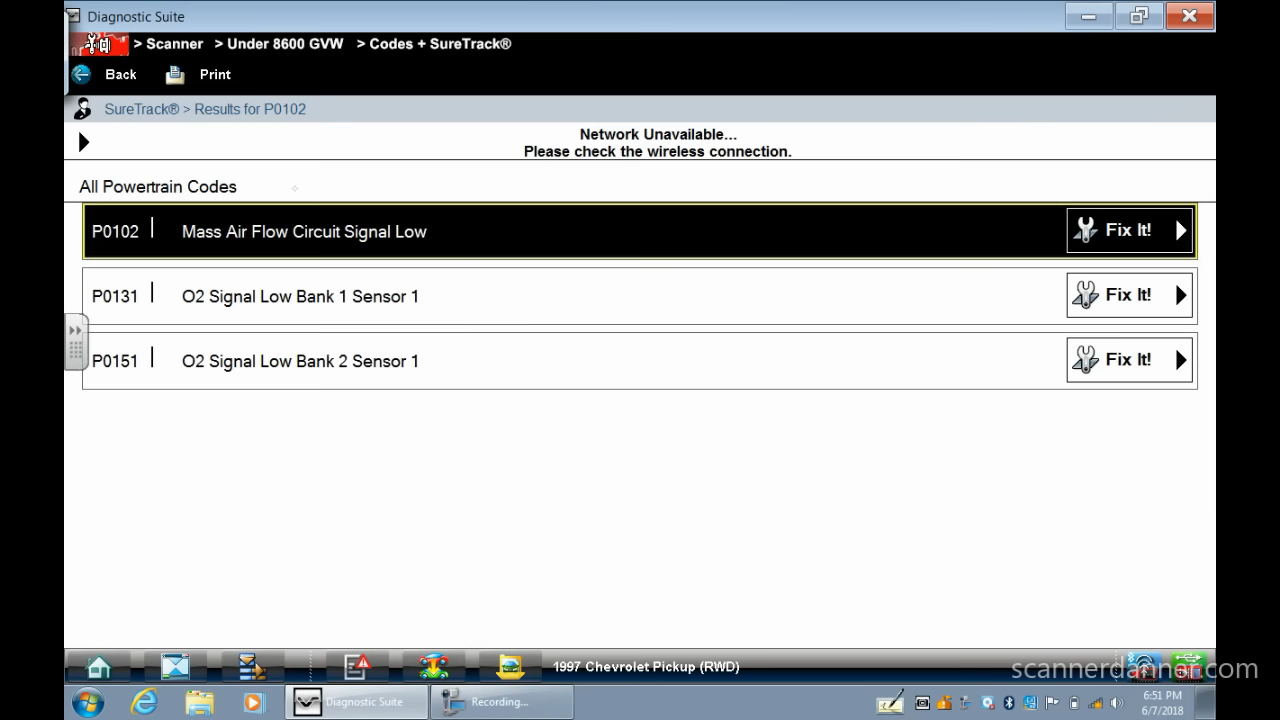 Diagnostic Suite
> Scanner > Under 8600 GVW > Codes + SureTrack®
Back Print
SureTrack® > Results for P0102
Network Unavailable...
Please check the wireless connection.
All Powertrain Codes
P0102 | Mass Air Flow Circuit Signal Low Fix It!
P0131 | O2 Signal Low Bank 1 Sensor 1 Fix It!
P0151 | O2 Signal Low Bank 2 Sensor 1 Fix It!
1997 Chevrolet Pickup (RWD)
scannerdanner.com
Diagnostic Suite Recording... 6:51 PM
6/7/2018